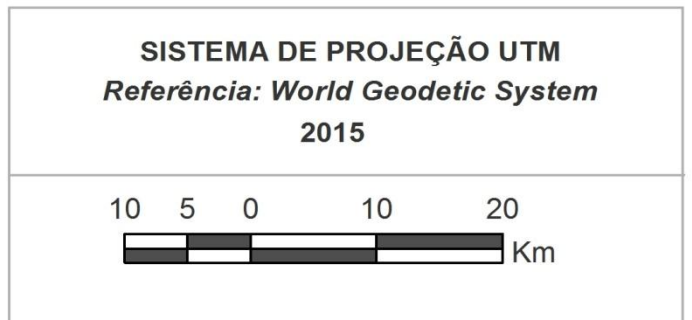 SISTEMA DE PROJEÇÃO UTM
Referência: World Geodetic System
2015
10 5 0 10 20
Km